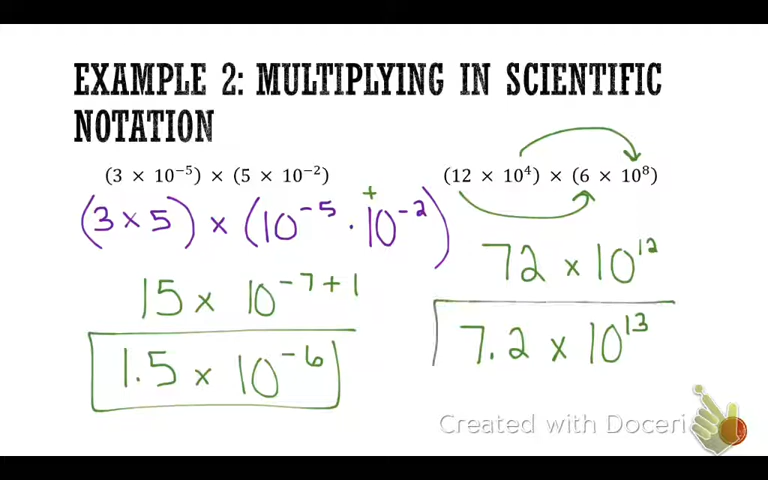 EXAMPLE 2: MULTIPLYING IN SCIENTIFIC
NOTATION
(3 × 10⁻⁵) × (5 × 10⁻²)
(3 × 5) × (10⁻⁵ · 10⁻²)
+
15 × 10⁻⁷⁺¹
1.5 × 10⁻⁶
(12 × 10⁴) × (6 × 10⁸)
72 × 10¹²
7.2 × 10¹³
Created with Doceri